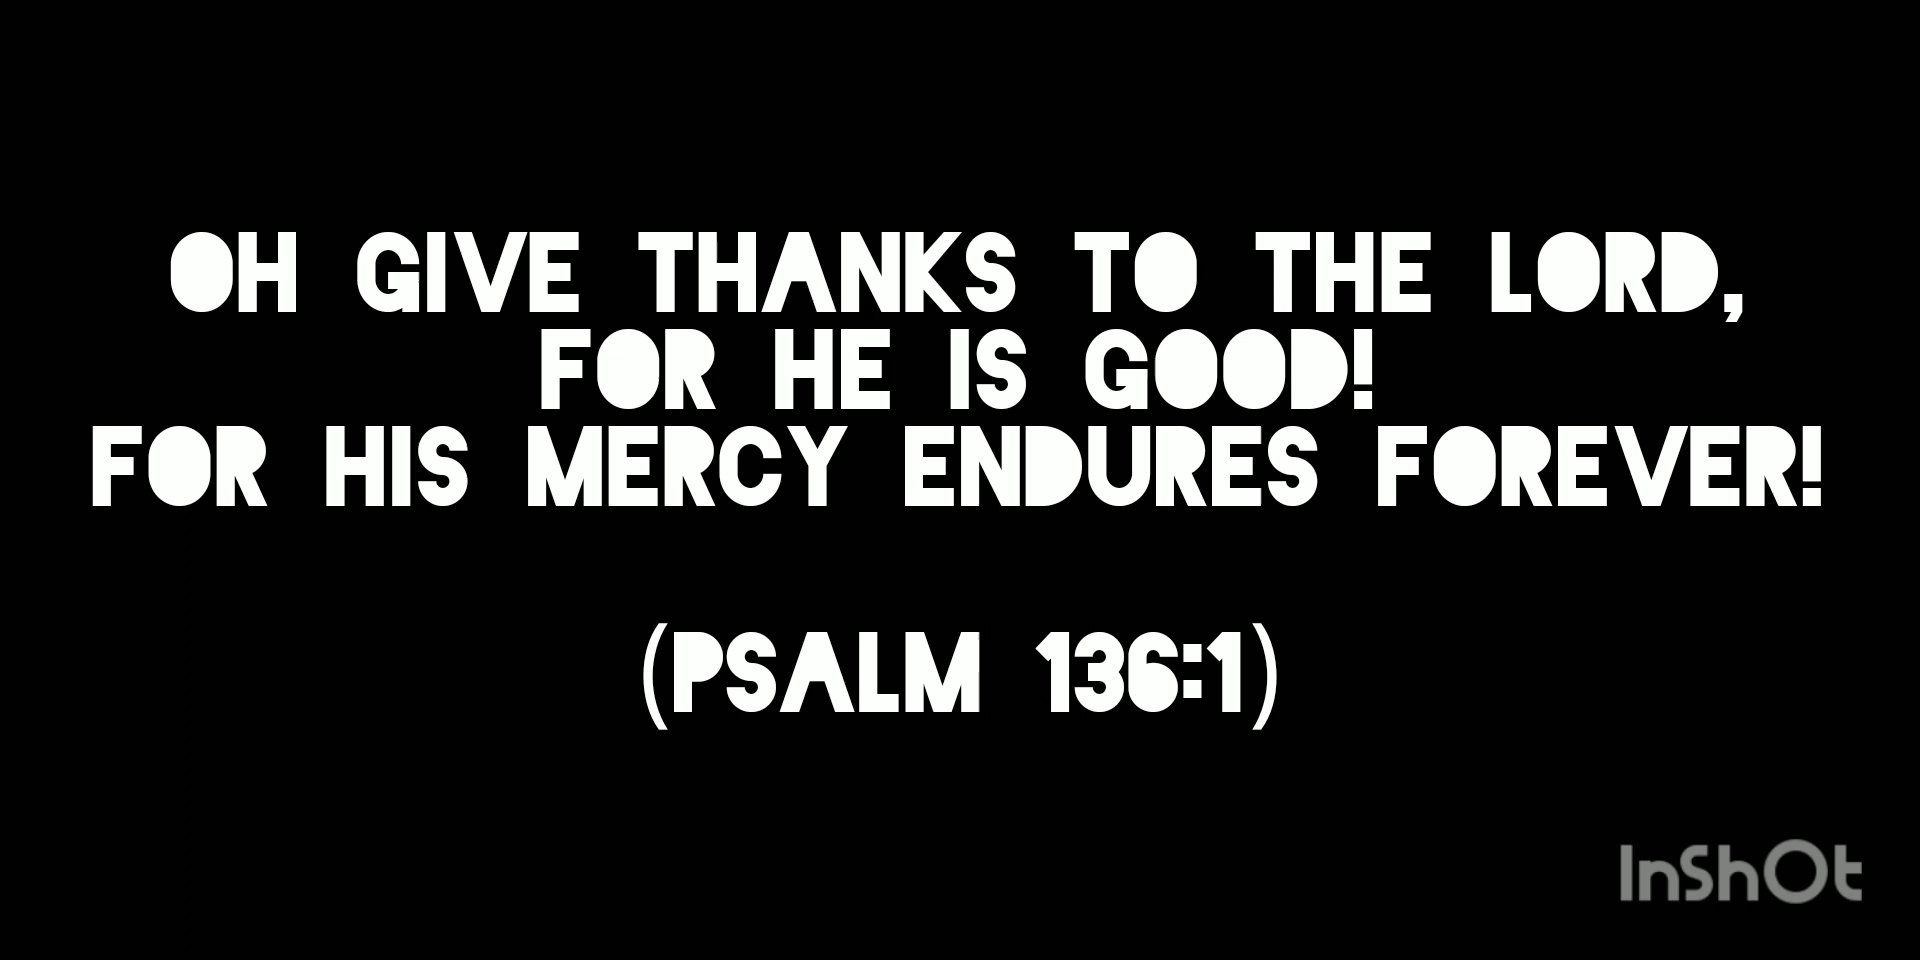 OH GIVE THANKS TO THE LORD,
FOR HE IS GOOD!
FOR HIS MERCY ENDURES FOREVER!
(PSALM 136:1)
InShOt